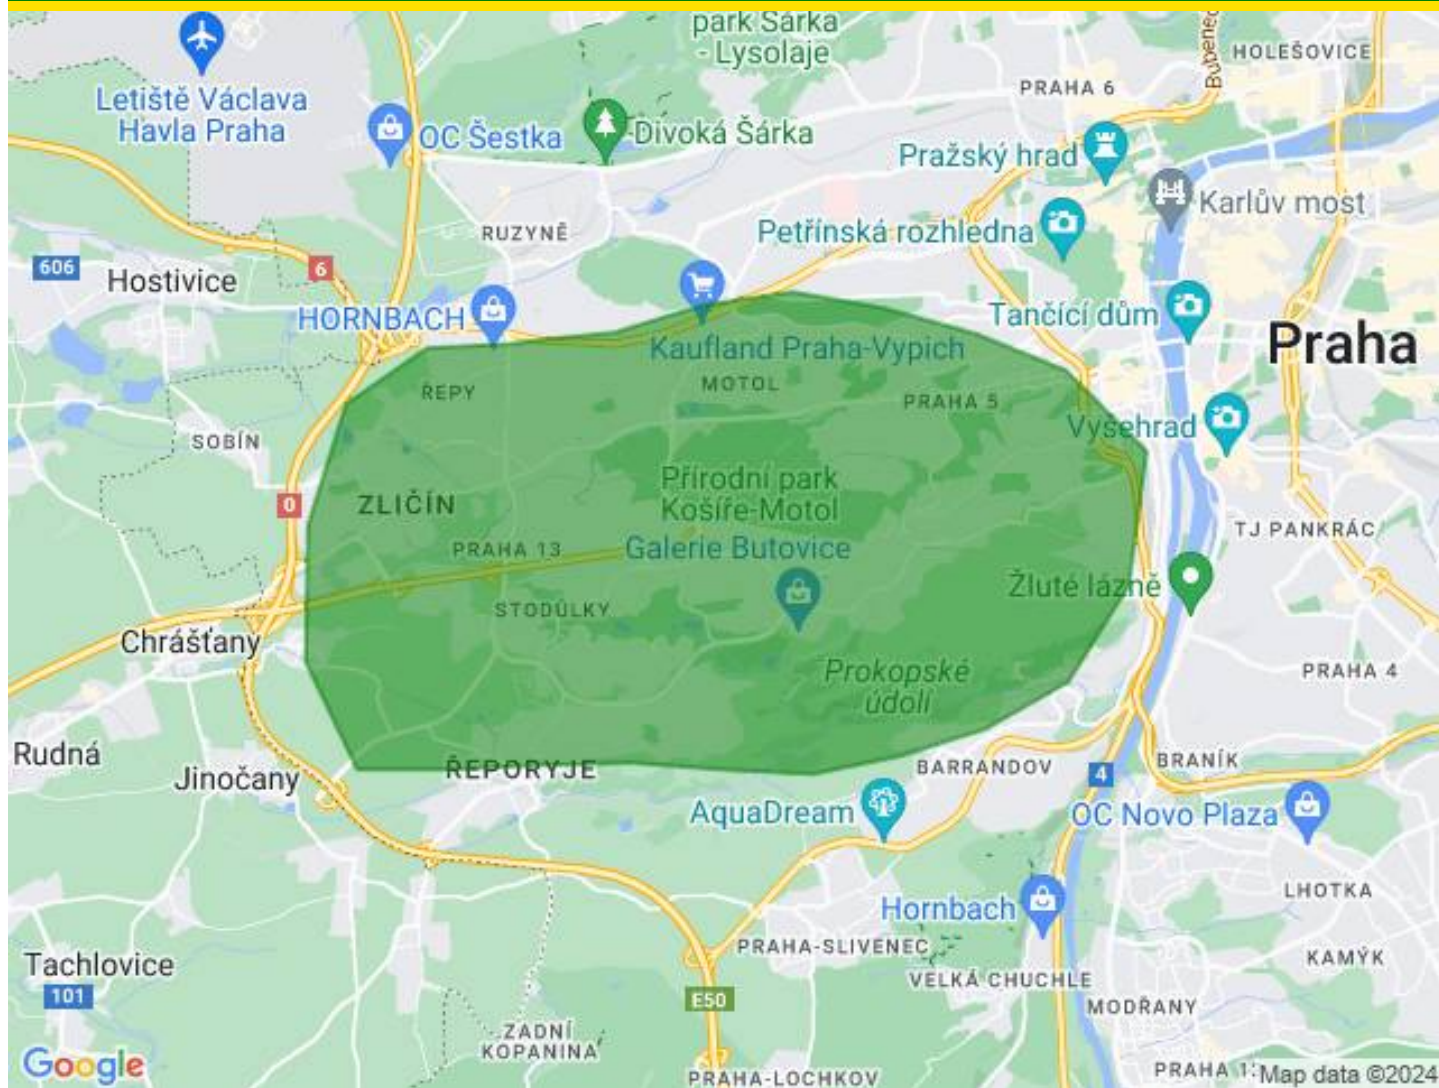 park Šárka
- Lysolaje
Bubeneč
HOLEŠOVICE
PRAHA 6
Letiště Václava
Havla Praha
OC Šestka
Divoká Šárka
Pražský hrad
Karlův most
RUZYNĚ
Petřínská rozhledna
606
Hostivice
6
HORNBACH
Tančící dům
Praha
Kaufland Praha-Vypich
MOTOL
ŘEPY
PRAHA 5
SOBÍN
Vyšehrad
Přírodní park
Košíře-Motol
0
ZLIČÍN
TJ PANKRÁC
PRAHA 13
Galerie Butovice
Žluté lázně
STODŮLKY
Chrášťany
Prokopské
údolí
PRAHA 4
Rudná
Jinočany
ŘEPORYJE
BARRANDOV
4
BRANÍK
AquaDream
OC Novo Plaza
LHOTKA
Hornbach
PRAHA-SLIVENEC
KAMÝK
Tachlovice
101
VELKÁ CHUCHLE
E50
MODŘANY
ZADNÍ
KOPANINA
Google
PRAHA-LOCHKOV
PRAHA 1
Map data ©2024